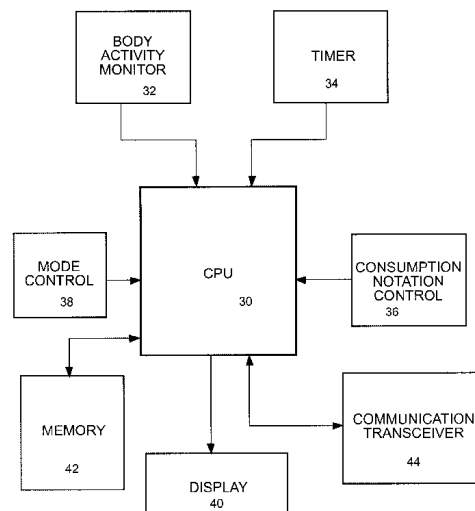 BODY
ACTIVITY
MONITOR
32
TIMER
34
MODE
CONTROL
38
CPU
30
CONSUMPTION
NOTATION
CONTROL
36
MEMORY
42
DISPLAY
40
COMMUNICATION
TRANSCEIVER
44